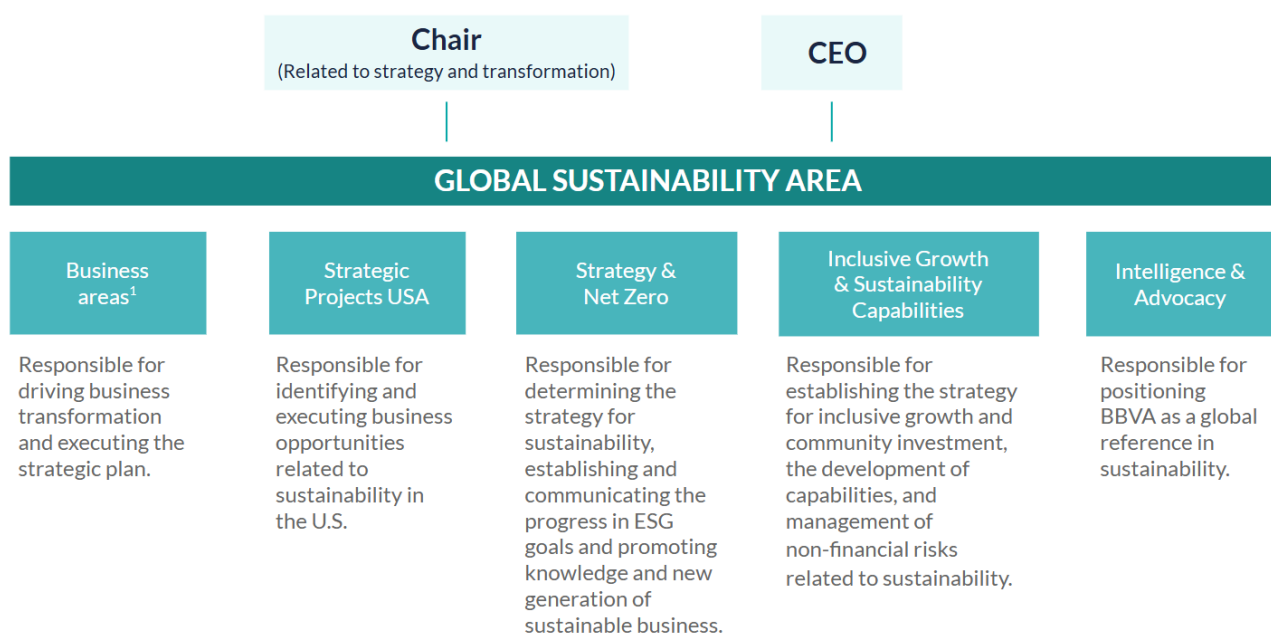 Chair
(Related to strategy and transformation)
CEO
GLOBAL SUSTAINABILITY AREA
Business
areas¹
Responsible for
driving business
transformation
and executing the
strategic plan.
Strategic
Projects USA
Responsible for
identifying and
executing business
opportunities
related to
sustainability in
the U.S.
Strategy &
Net Zero
Responsible for
determining the
strategy for
sustainability,
establishing and
communicating the
progress in ESG
goals and promoting
knowledge and new
generation of
sustainable business.
Inclusive Growth
& Sustainability
Capabilities
Responsible for
establishing the strategy
for inclusive growth and
community investment,
the development of
capabilities, and
management of
non-financial risks
related to sustainability.
Intelligence &
Advocacy
Responsible for
positioning
BBVA as a global
reference in
sustainability.